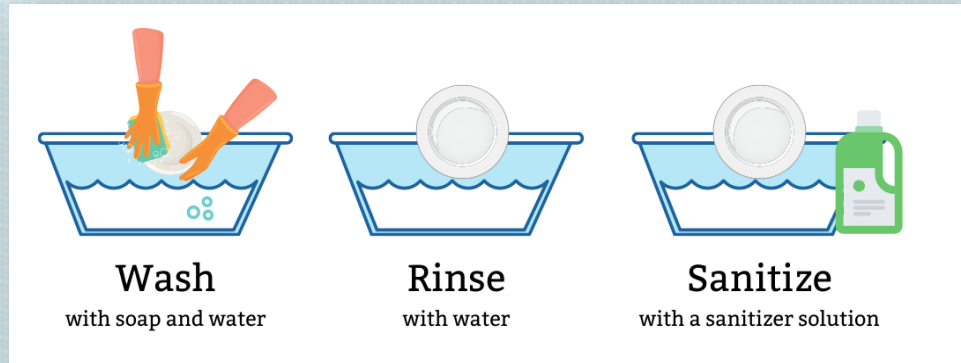 Wash
with soap and water
Rinse
with water
Sanitize
with a sanitizer solution